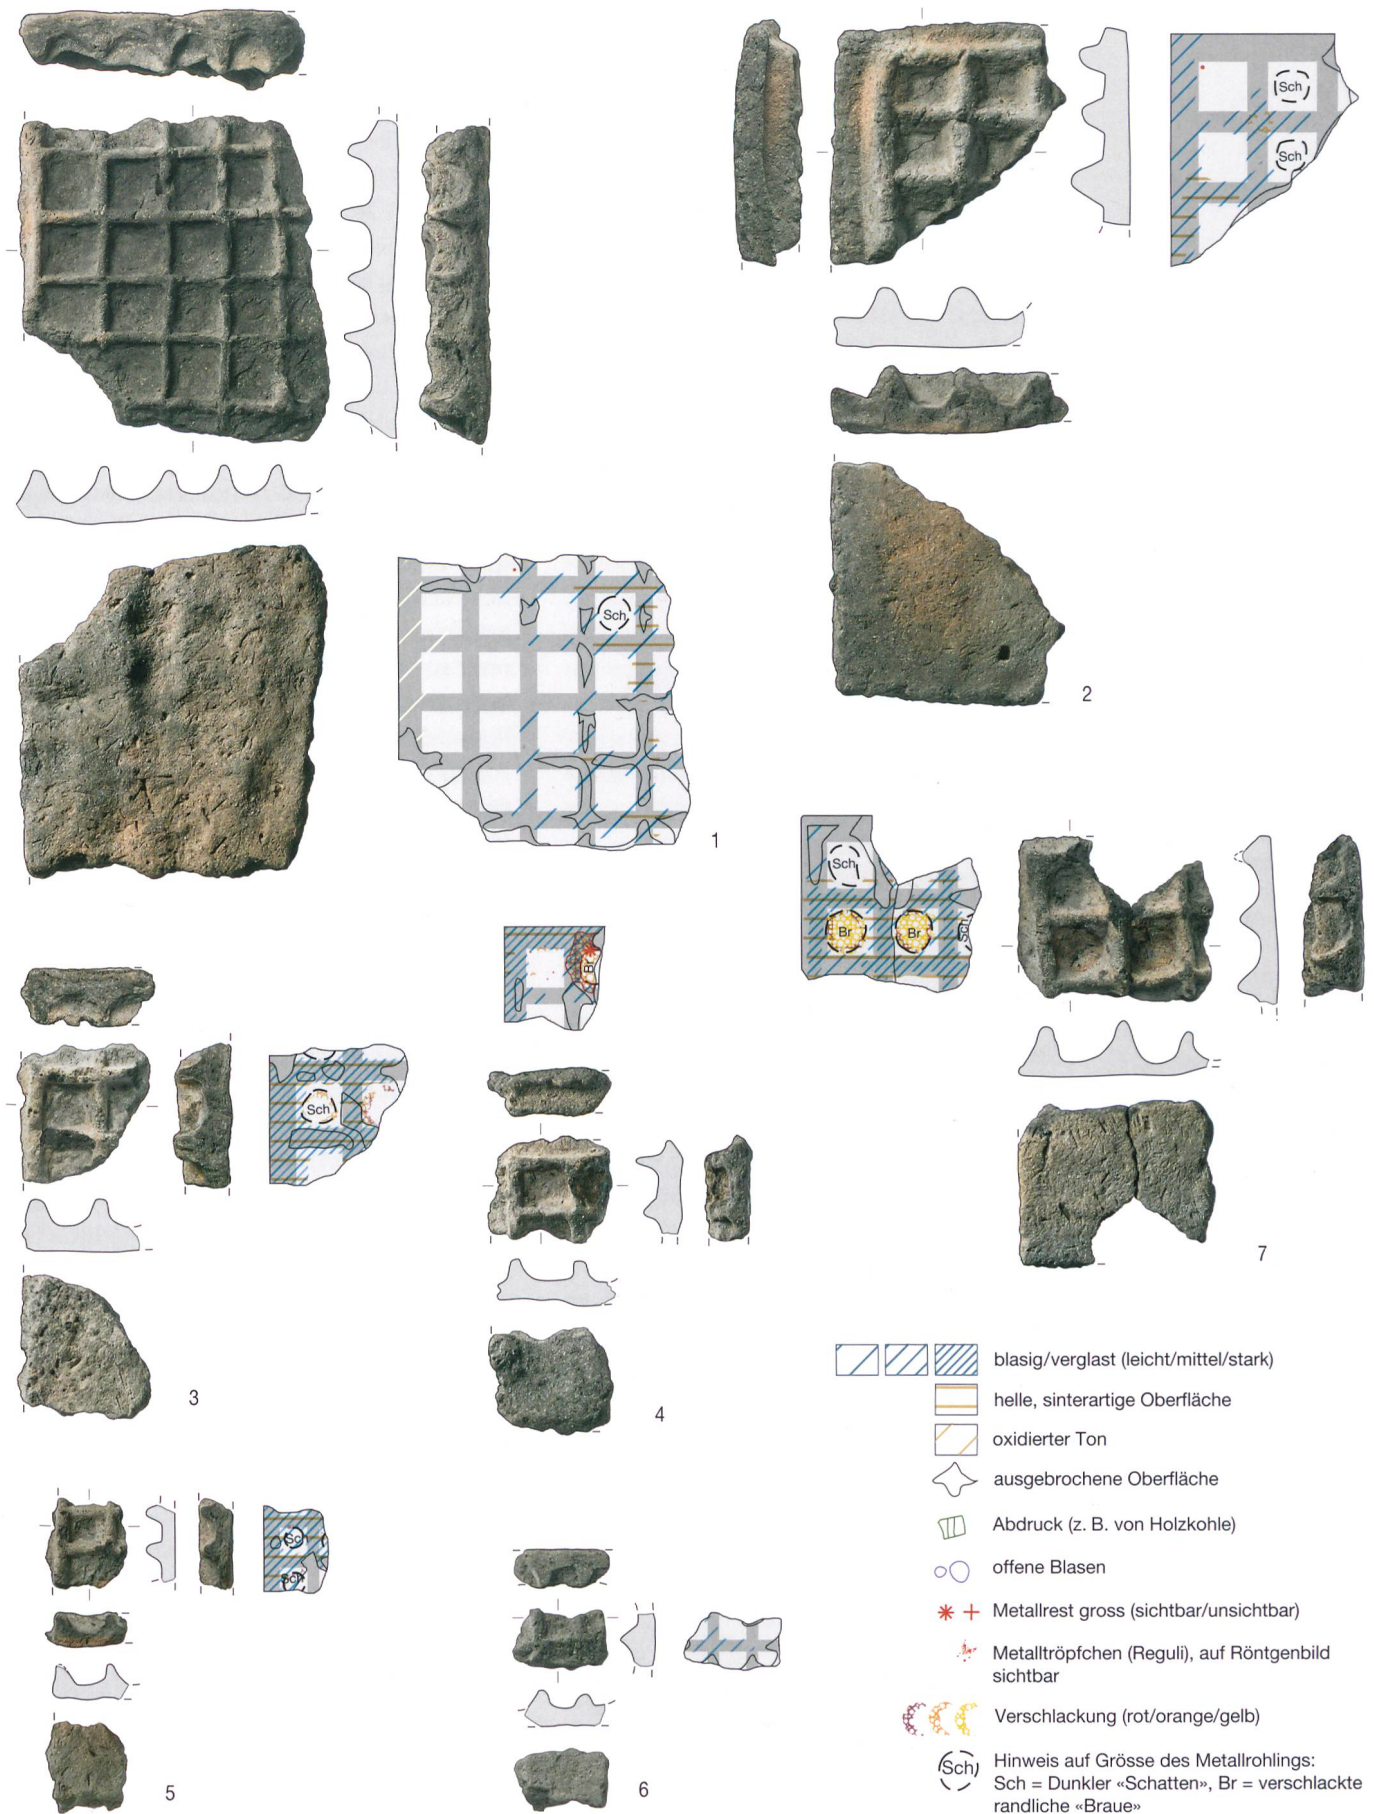 Sch
Sch
2
Sch
1
Sch
Br
Br
Sch
7
Sch
3
4
Sch
Sch
5
6
blasig/verglast (leicht/mittel/stark)
helle, sinterartige Oberfläche
oxidierter Ton
ausgebrochene Oberfläche
Abdruck (z. B. von Holzkohle)
offene Blasen
Metallrest gross (sichtbar/unsichtbar)
Metalltröpfchen (Reguli), auf Röntgenbild
sichtbar
Verschlackung (rot/orange/gelb)
Sch
Hinweis auf Grösse des Metallrohlings:
Sch = Dunkler «Schatten», Br = verschlackte
randliche «Braue»